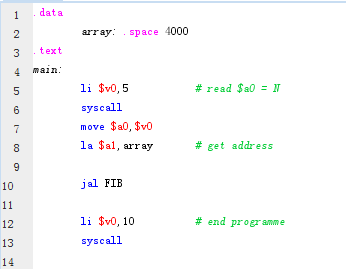 1 .data
2 array: .space 4000
3 .text
4 main:
5 li $v0,5 # read $a0 = N
6 syscall
7 move $a0,$v0
8 la $a1,array # get address
9
10 jal FIB
11
12 li $v0,10 # end programme
13 syscall
14